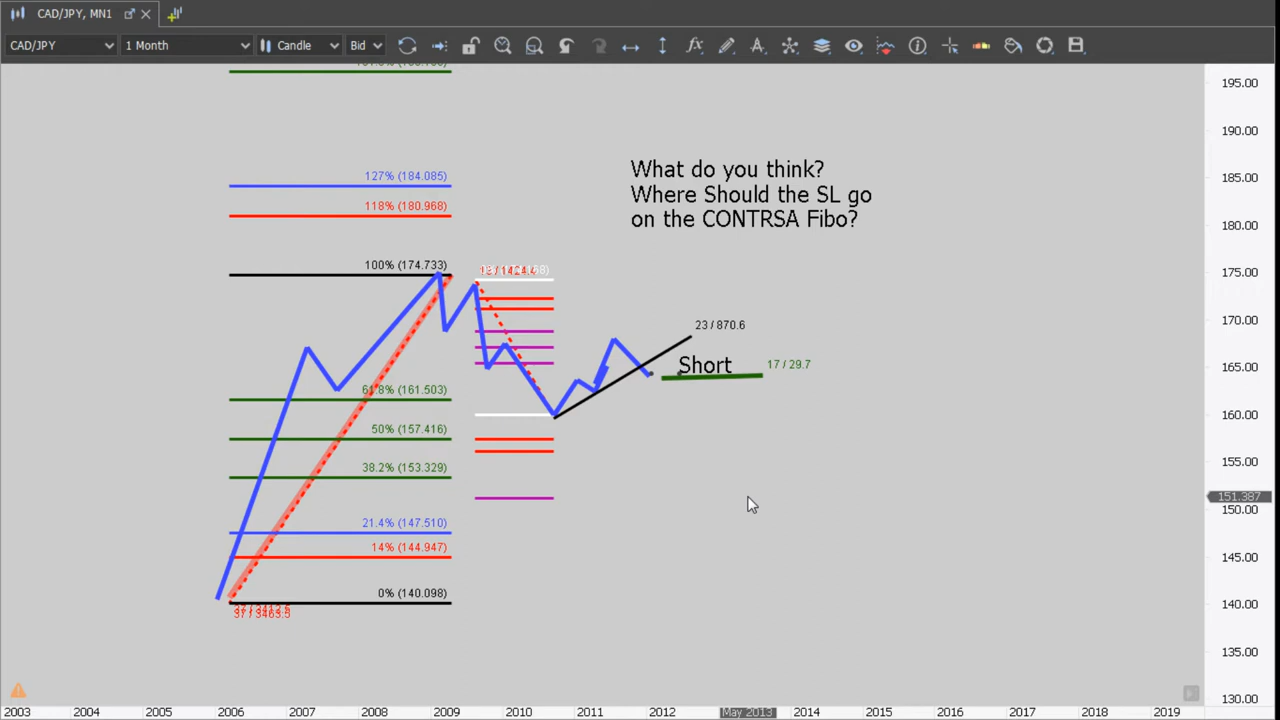 CAD/JPY, MN1
CAD/JPY 1 Month Candle Bid
195.00
190.00
185.00
180.00
175.00
170.00
165.00
160.00
155.00
151.387
150.00
145.00
140.00
135.00
130.00
What do you think?
Where Should the SL go
on the CONTRSA Fibo?
127% (184.085)
118% (180.968)
100% (174.733)
61.8% (161.503)
50% (157.416)
38.2% (153.329)
21.4% (147.510)
14% (144.947)
0% (140.098)
37 / 3463.5
23 / 870.6
Short
17 / 29.7
2003 2004 2005 2006 2007 2008 2009 2010 2011 2012 May 2013 2014 2015 2016 2017 2018 2019